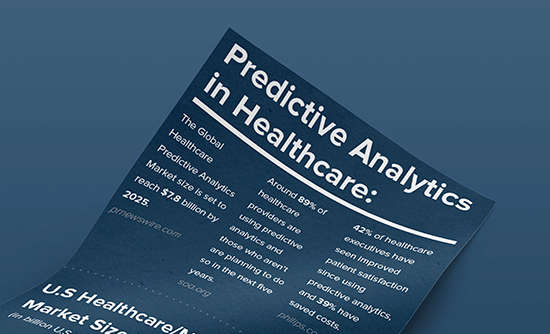 Predictive Analytics
in Healthcare:
The Global
Healthcare
Predictive Analytics
Market size is set to
reach $7.8 billion by
2025.
prnewswire.com
Around 89% of
healthcare
providers are
using predictive
analytics and
those who aren't
are planning to do
so in the next five
years.
soa.org
42% of healthcare
executives have
seen improved
patient satisfaction
since using
predictive analytics,
and 39% have
saved costs.
U.S Healthcare/
Market Size
(in billion U.S.